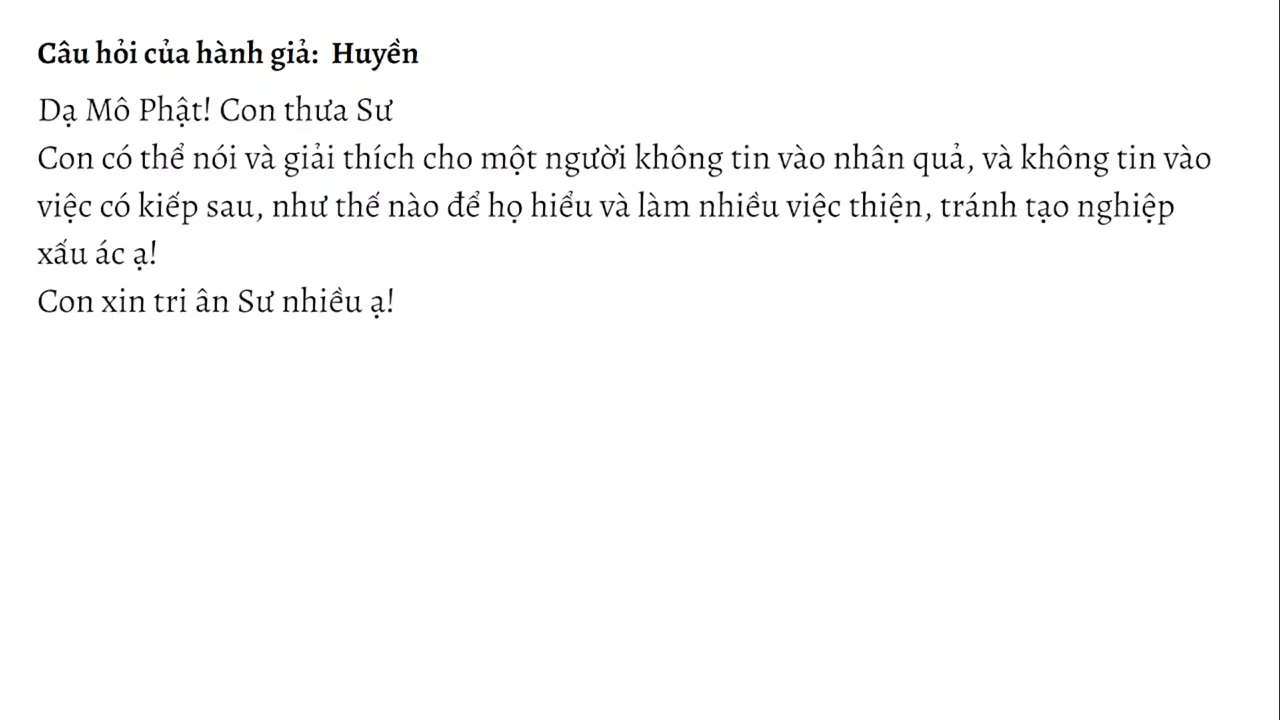 Câu hỏi của hành giả: Huyền
Dạ Mô Phật! Con thưa Sư
Con có thể nói và giải thích cho một người không tin vào nhân quả, và không tin vào
việc có kiếp sau, như thế nào để họ hiểu và làm nhiều việc thiện, tránh tạo nghiệp
xấu ác ạ!
Con xin tri ân Sư nhiều ạ!